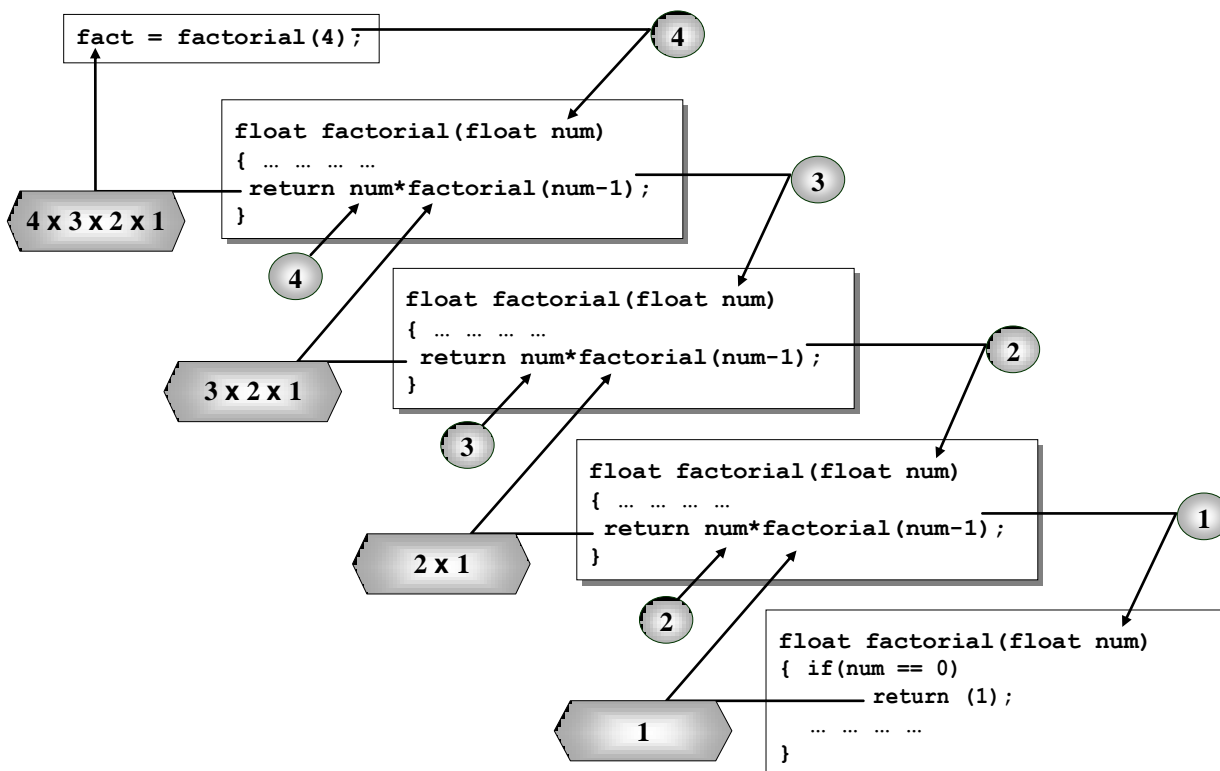 fact = factorial(4);
4
float factorial(float num)
{ … … … …
return num*factorial(num-1);
}
3
4 x 3 x 2 x 1
4
float factorial(float num)
{ … … … …
return num*factorial(num-1);
}
2
3 x 2 x 1
3
float factorial(float num)
{ … … … …
return num*factorial(num-1);
}
1
2 x 1
2
float factorial(float num)
{ if(num == 0)
return (1);
… … … …
}
1